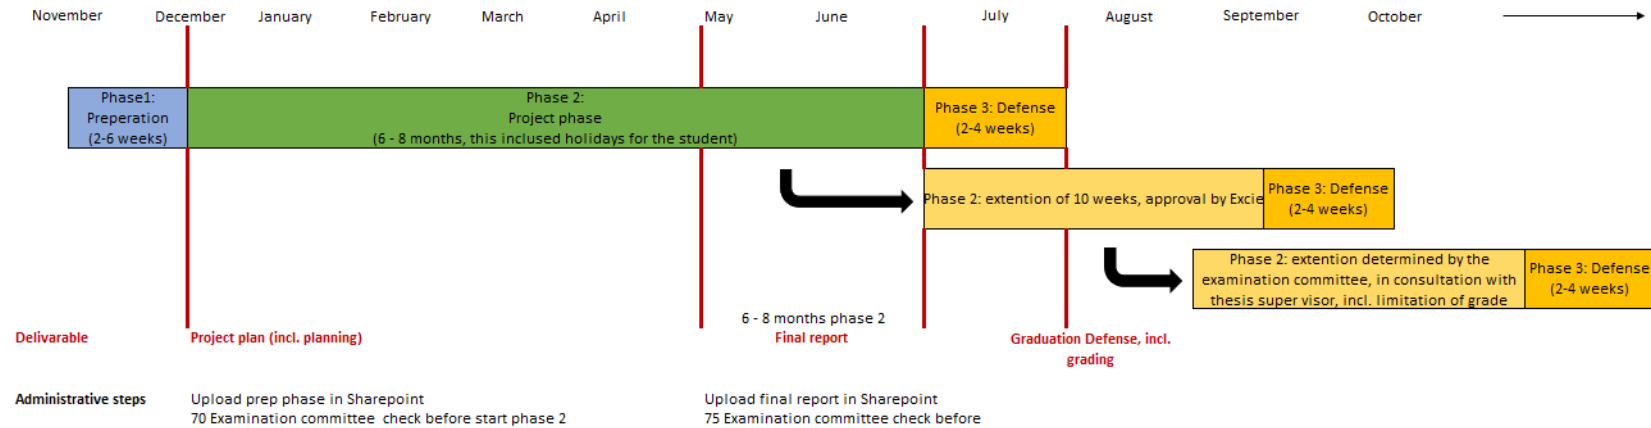 November December January February March April May June July August September October
Phase1:
Preperation
(2-6 weeks)
Phase 2:
Project phase
(6 - 8 months, this inclused holidays for the student)
Phase 3: Defense
(2-4 weeks)
Phase 2: extention of 10 weeks, approval by Excie
Phase 3: Defense
(2-4 weeks)
Phase 2: extention determined by the
examination committee, in consultation with
thesis super visor, incl. limitation of grade
Phase 3: Defense
(2-4 weeks)
6 - 8 months phase 2
Delivarable
Project plan (incl. planning)
Final report
Graduation Defense, incl.
grading
Administrative steps
Upload prep phase in Sharepoint
70 Examination committee check before start phase 2
Upload final report in Sharepoint
75 Examination committee check before